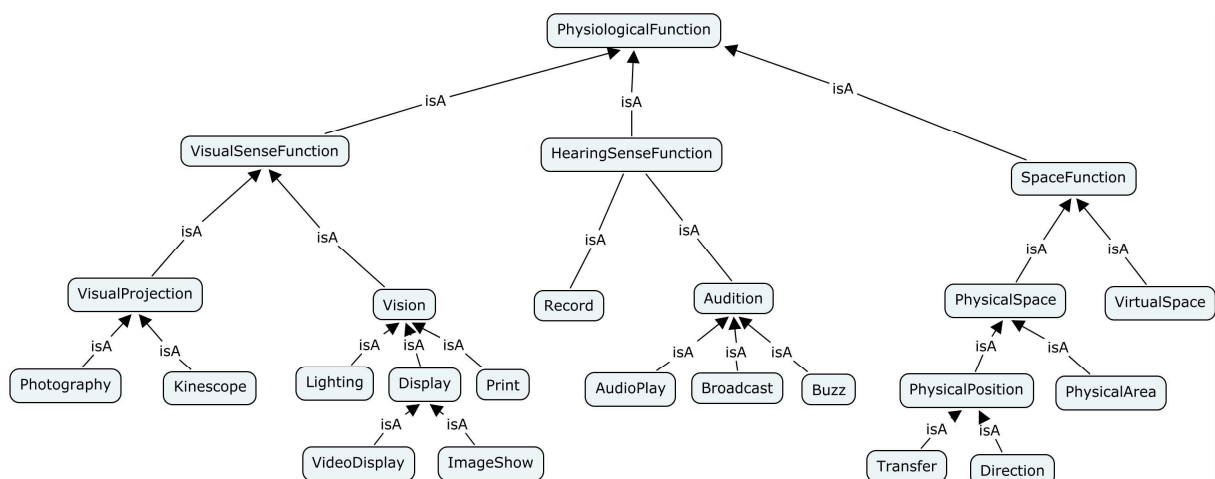 PhysiologicalFunction
isA
isA
isA
VisualSenseFunction
HearingSenseFunction
SpaceFunction
isA
isA
isA
isA
isA
isA
VisualProjection
Vision
Record
Audition
PhysicalSpace
VirtualSpace
isA
isA
isA
isA
isA
isA
isA
isA
isA
isA
Photography
Kinescope
Lighting
Display
Print
AudioPlay
Broadcast
Buzz
PhysicalPosition
PhysicalArea
isA
isA
isA
isA
VideoDisplay
ImageShow
Transfer
Direction